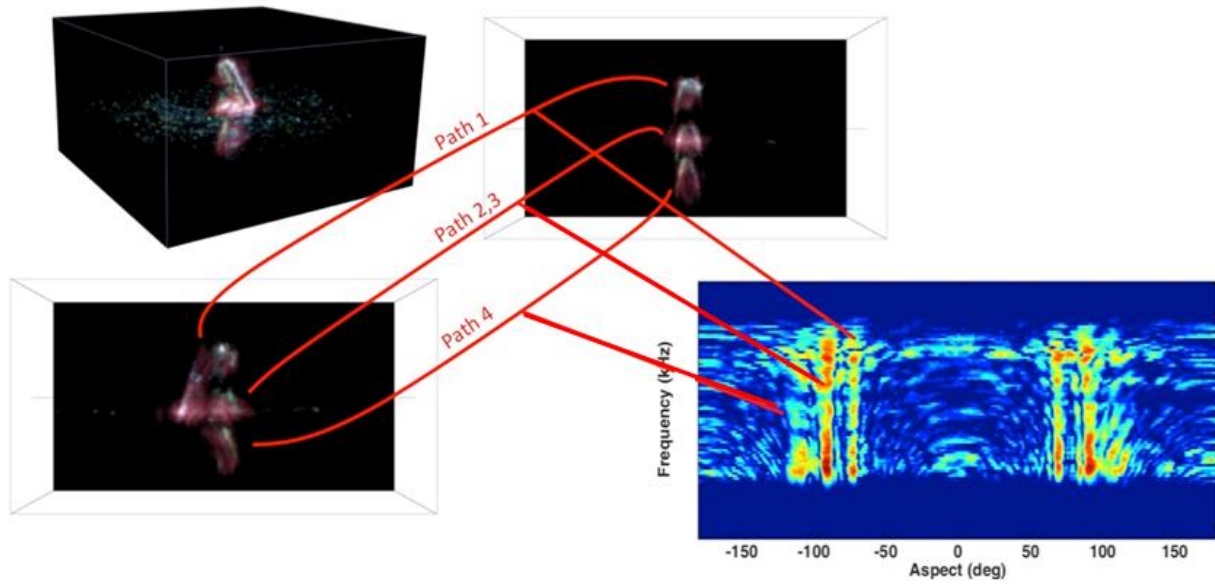 Path 1
Path 2,3
Path 4
Frequency (kHz)
-150 -100 -50 0 50 100 150
Aspect (deg)